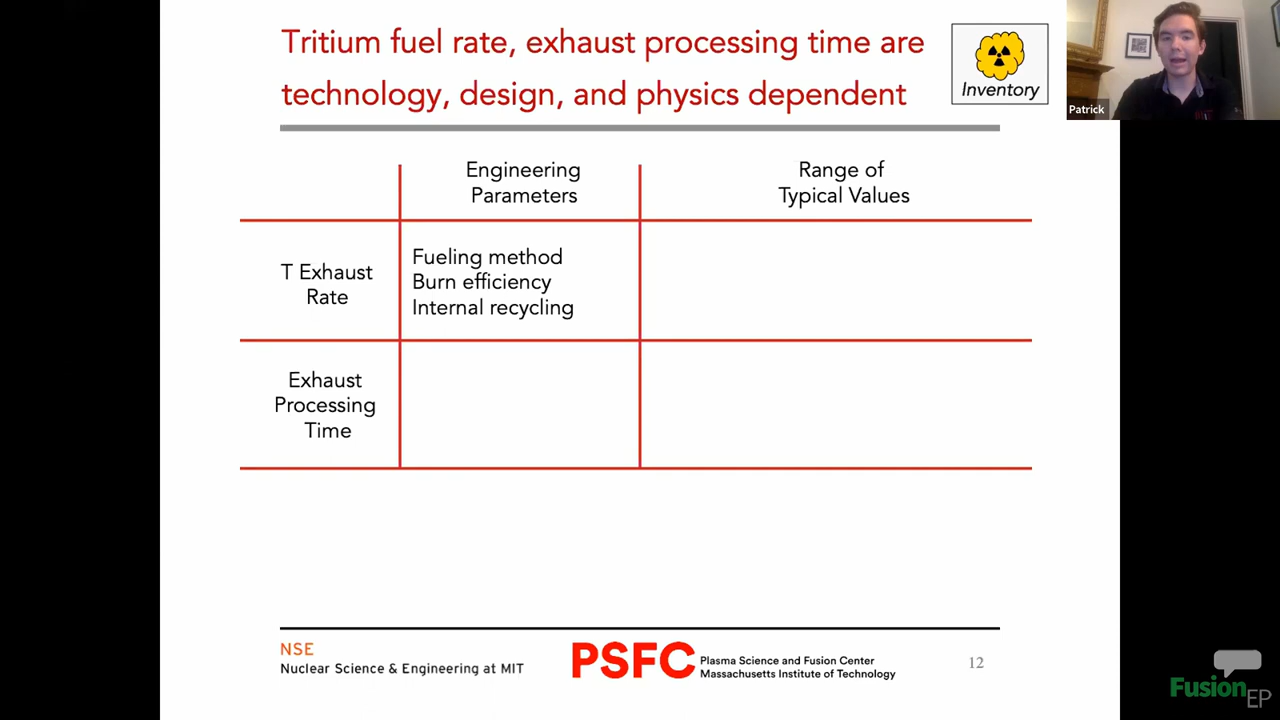 Tritium fuel rate, exhaust processing time are
technology, design, and physics dependent
Inventory
Patrick
Engineering
Parameters
Range of
Typical Values
T Exhaust
Rate
Fueling method
Burn efficiency
Internal recycling
Exhaust
Processing
Time
NSE
Nuclear Science & Engineering at MIT
PSFC
Plasma Science and Fusion Center
Massachusetts Institute of Technology
12
Fusion
EP